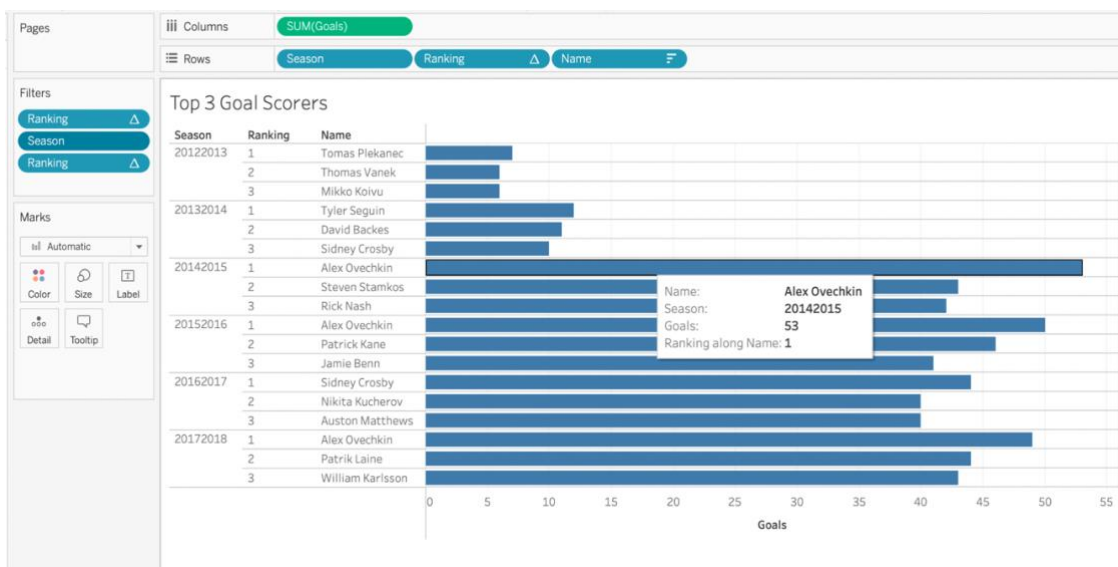 Pages
iii Columns
SUM(Goals)
Rows
Season
Ranking
Name
Filters
Ranking
Season
Ranking
Marks
Automatic
Color
Size
Label
Detail
Tooltip
Top 3 Goal Scorers
Season Ranking Name
20122013 1 Tomas Plekanec
2 Thomas Vanek
3 Mikko Koivu
20132014 1 Tyler Seguin
2 David Backes
3 Sidney Crosby
20142015 1 Alex Ovechkin
2 Steven Stamkos
3 Rick Nash
20152016 1 Alex Ovechkin
2 Patrick Kane
3 Jamie Benn
20162017 1 Sidney Crosby
2 Nikita Kucherov
3 Auston Matthews
20172018 1 Alex Ovechkin
2 Patrik Laine
3 William Karlsson
Name: Alex Ovechkin
Season: 20142015
Goals: 53
Ranking along Name: 1
0 5 10 15 20 25 30 35 40 45 50 55
Goals